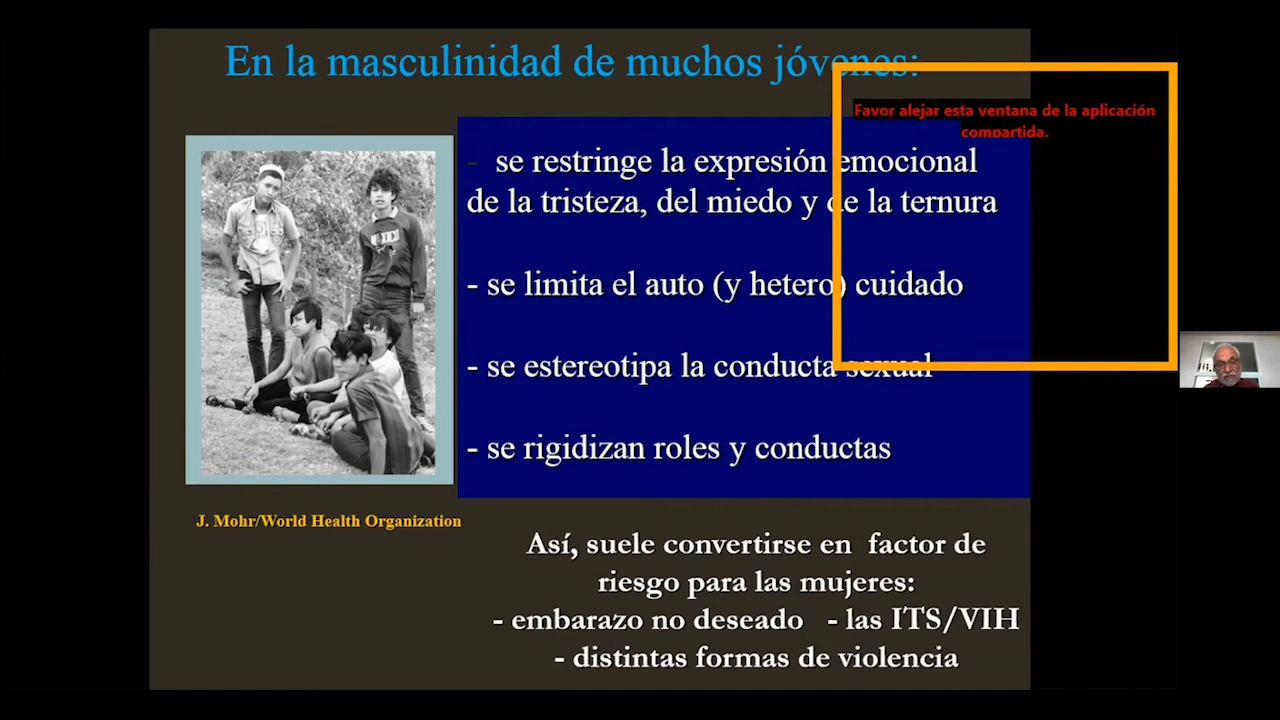 En la masculinidad de muchos jóvenes:
Favor alejar esta ventana de la aplicación
compartida.
- se restringe la expresión emocional
de la tristeza, del miedo y de la ternura
- se limita el auto (y hetero) cuidado
- se estereotipa la conducta sexual
- se rigidizan roles y conductas
J. Mohr/World Health Organization
Así, suele convertirse en factor de
riesgo para las mujeres:
- embarazo no deseado - las ITS/VIH
- distintas formas de violencia